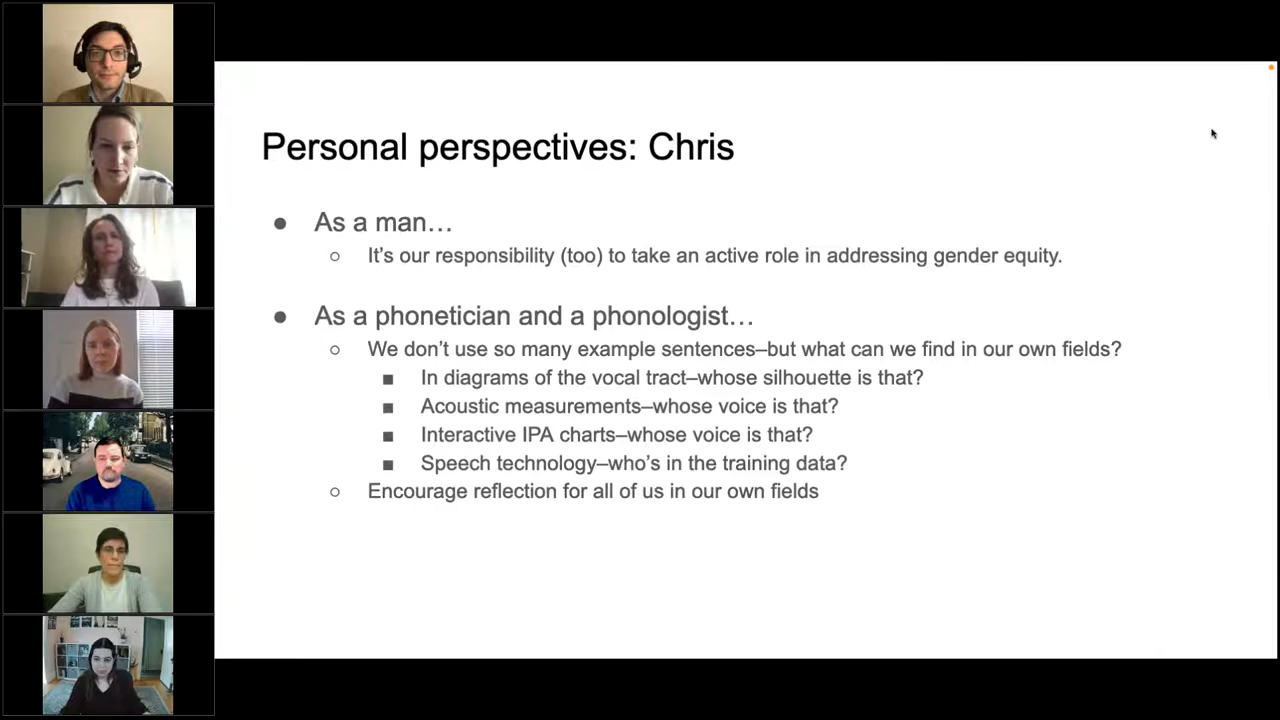 Personal perspectives: Chris
● As a man…
○ It’s our responsibility (too) to take an active role in addressing gender equity.
● As a phonetician and a phonologist…
○ We don’t use so many example sentences–but what can we find in our own fields?
■ In diagrams of the vocal tract–whose silhouette is that?
■ Acoustic measurements–whose voice is that?
■ Interactive IPA charts–whose voice is that?
■ Speech technology–who’s in the training data?
○ Encourage reflection for all of us in our own fields